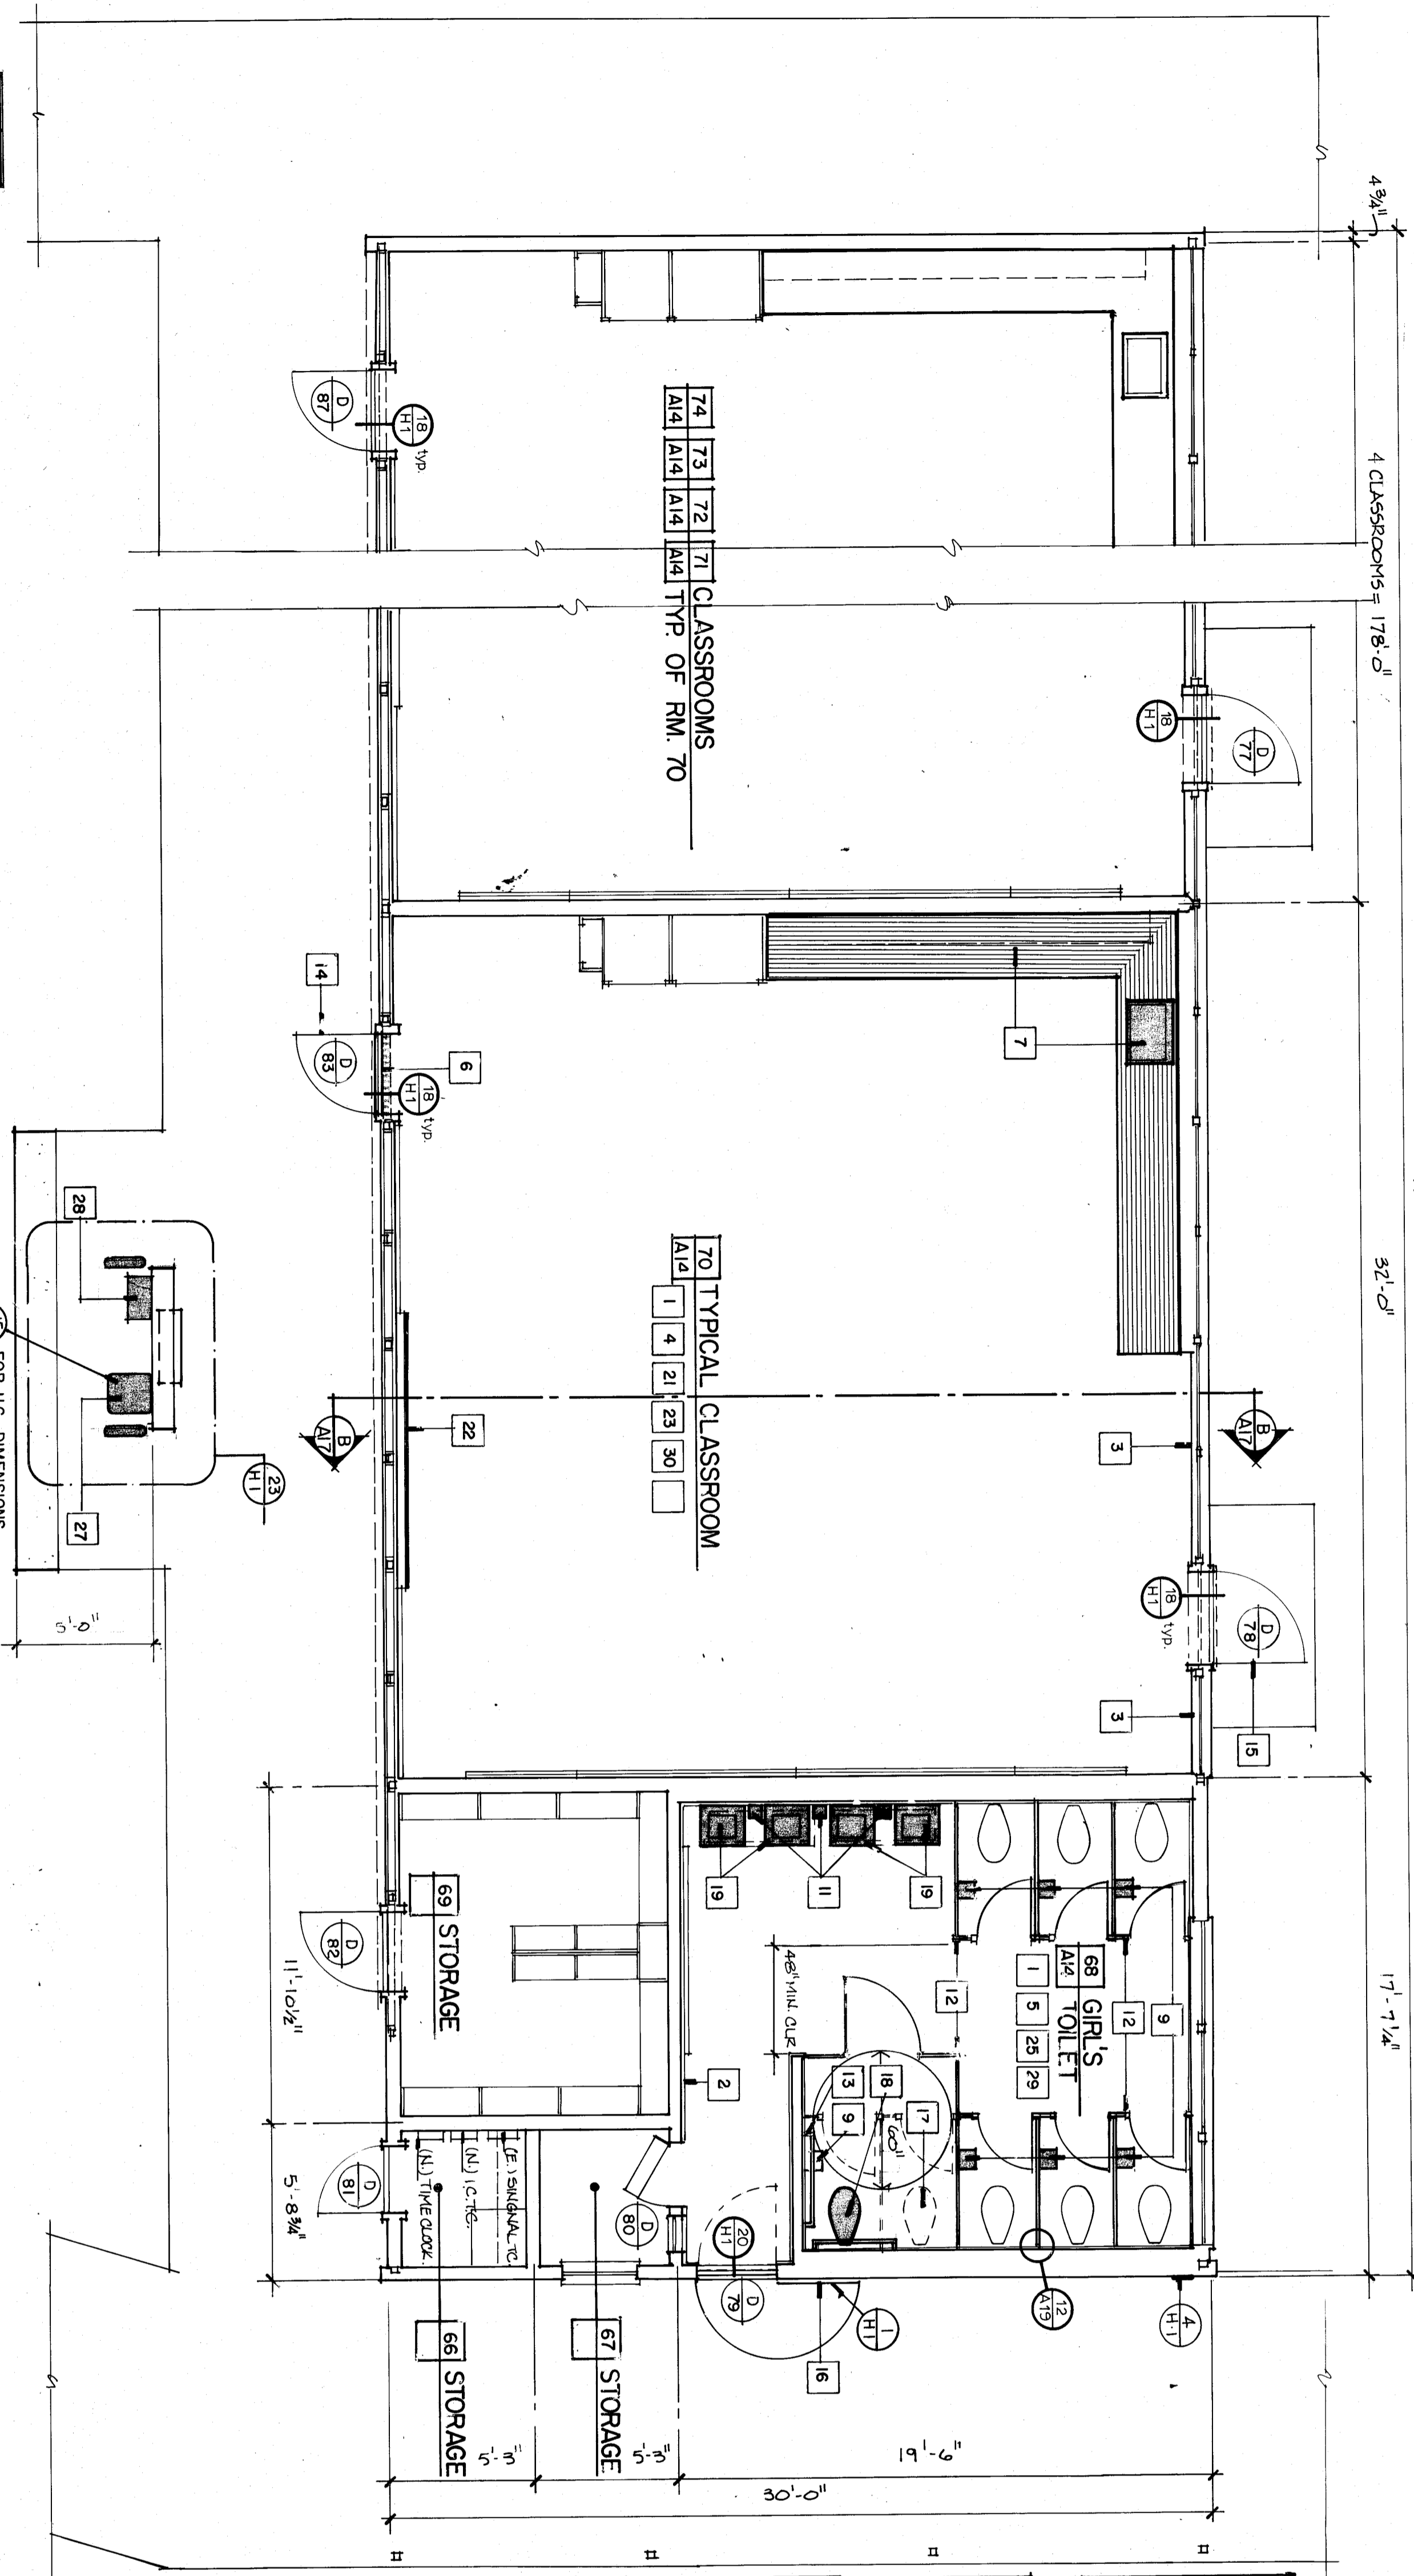 4 3/4"
4 CLASSROOMS = 178'-0"
32'-0"
17'-7 1/4"
D
77
18
H1
D
78
18
H1
typ.
15
3
3
B
A17
4
H1
74 73 72 71 CLASSROOMS
A14 A14 A14 A14 TYP. OF RM. 70
7
70 TYPICAL CLASSROOM
A14
1 4 21 23 30
9
12
68 GIRL'S
A14 TOILET
1 5 25 29
12
12
A19
19 11 19
48" MIN. CLR
17
18
13 9
60"
2
1
H1
16
20
H1
D
79
D
80
67 STORAGE
69 STORAGE
(E.) SINGNAL TC.
(N.) I.C.T.C.
(N.) TIME CLOCK.
66 STORAGE
18
H1
typ.
D
87
6
18
H1
typ.
14
D
83
22
B
A17
D
82
D
81
11'-10 1/2"
5'-8 3/4"
19'-6"
5'-3"
5'-3"
30'-0"
23
H1
28
27
5'-0"
FOR H.C. DIMENSIONS